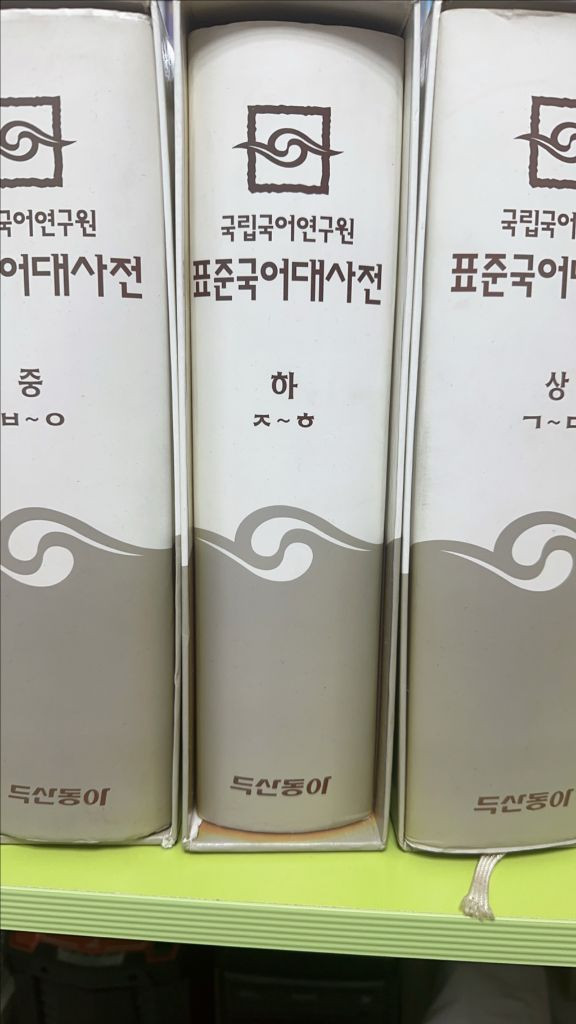 국어연구원
어대사전
중
ㅂ~ㅇ
두산동아
국립국어연구원
표준국어대사전
하
ㅈ~ㅎ
두산동아
국립국어
표준국어
상
ㄱ~ㅁ
두산동아